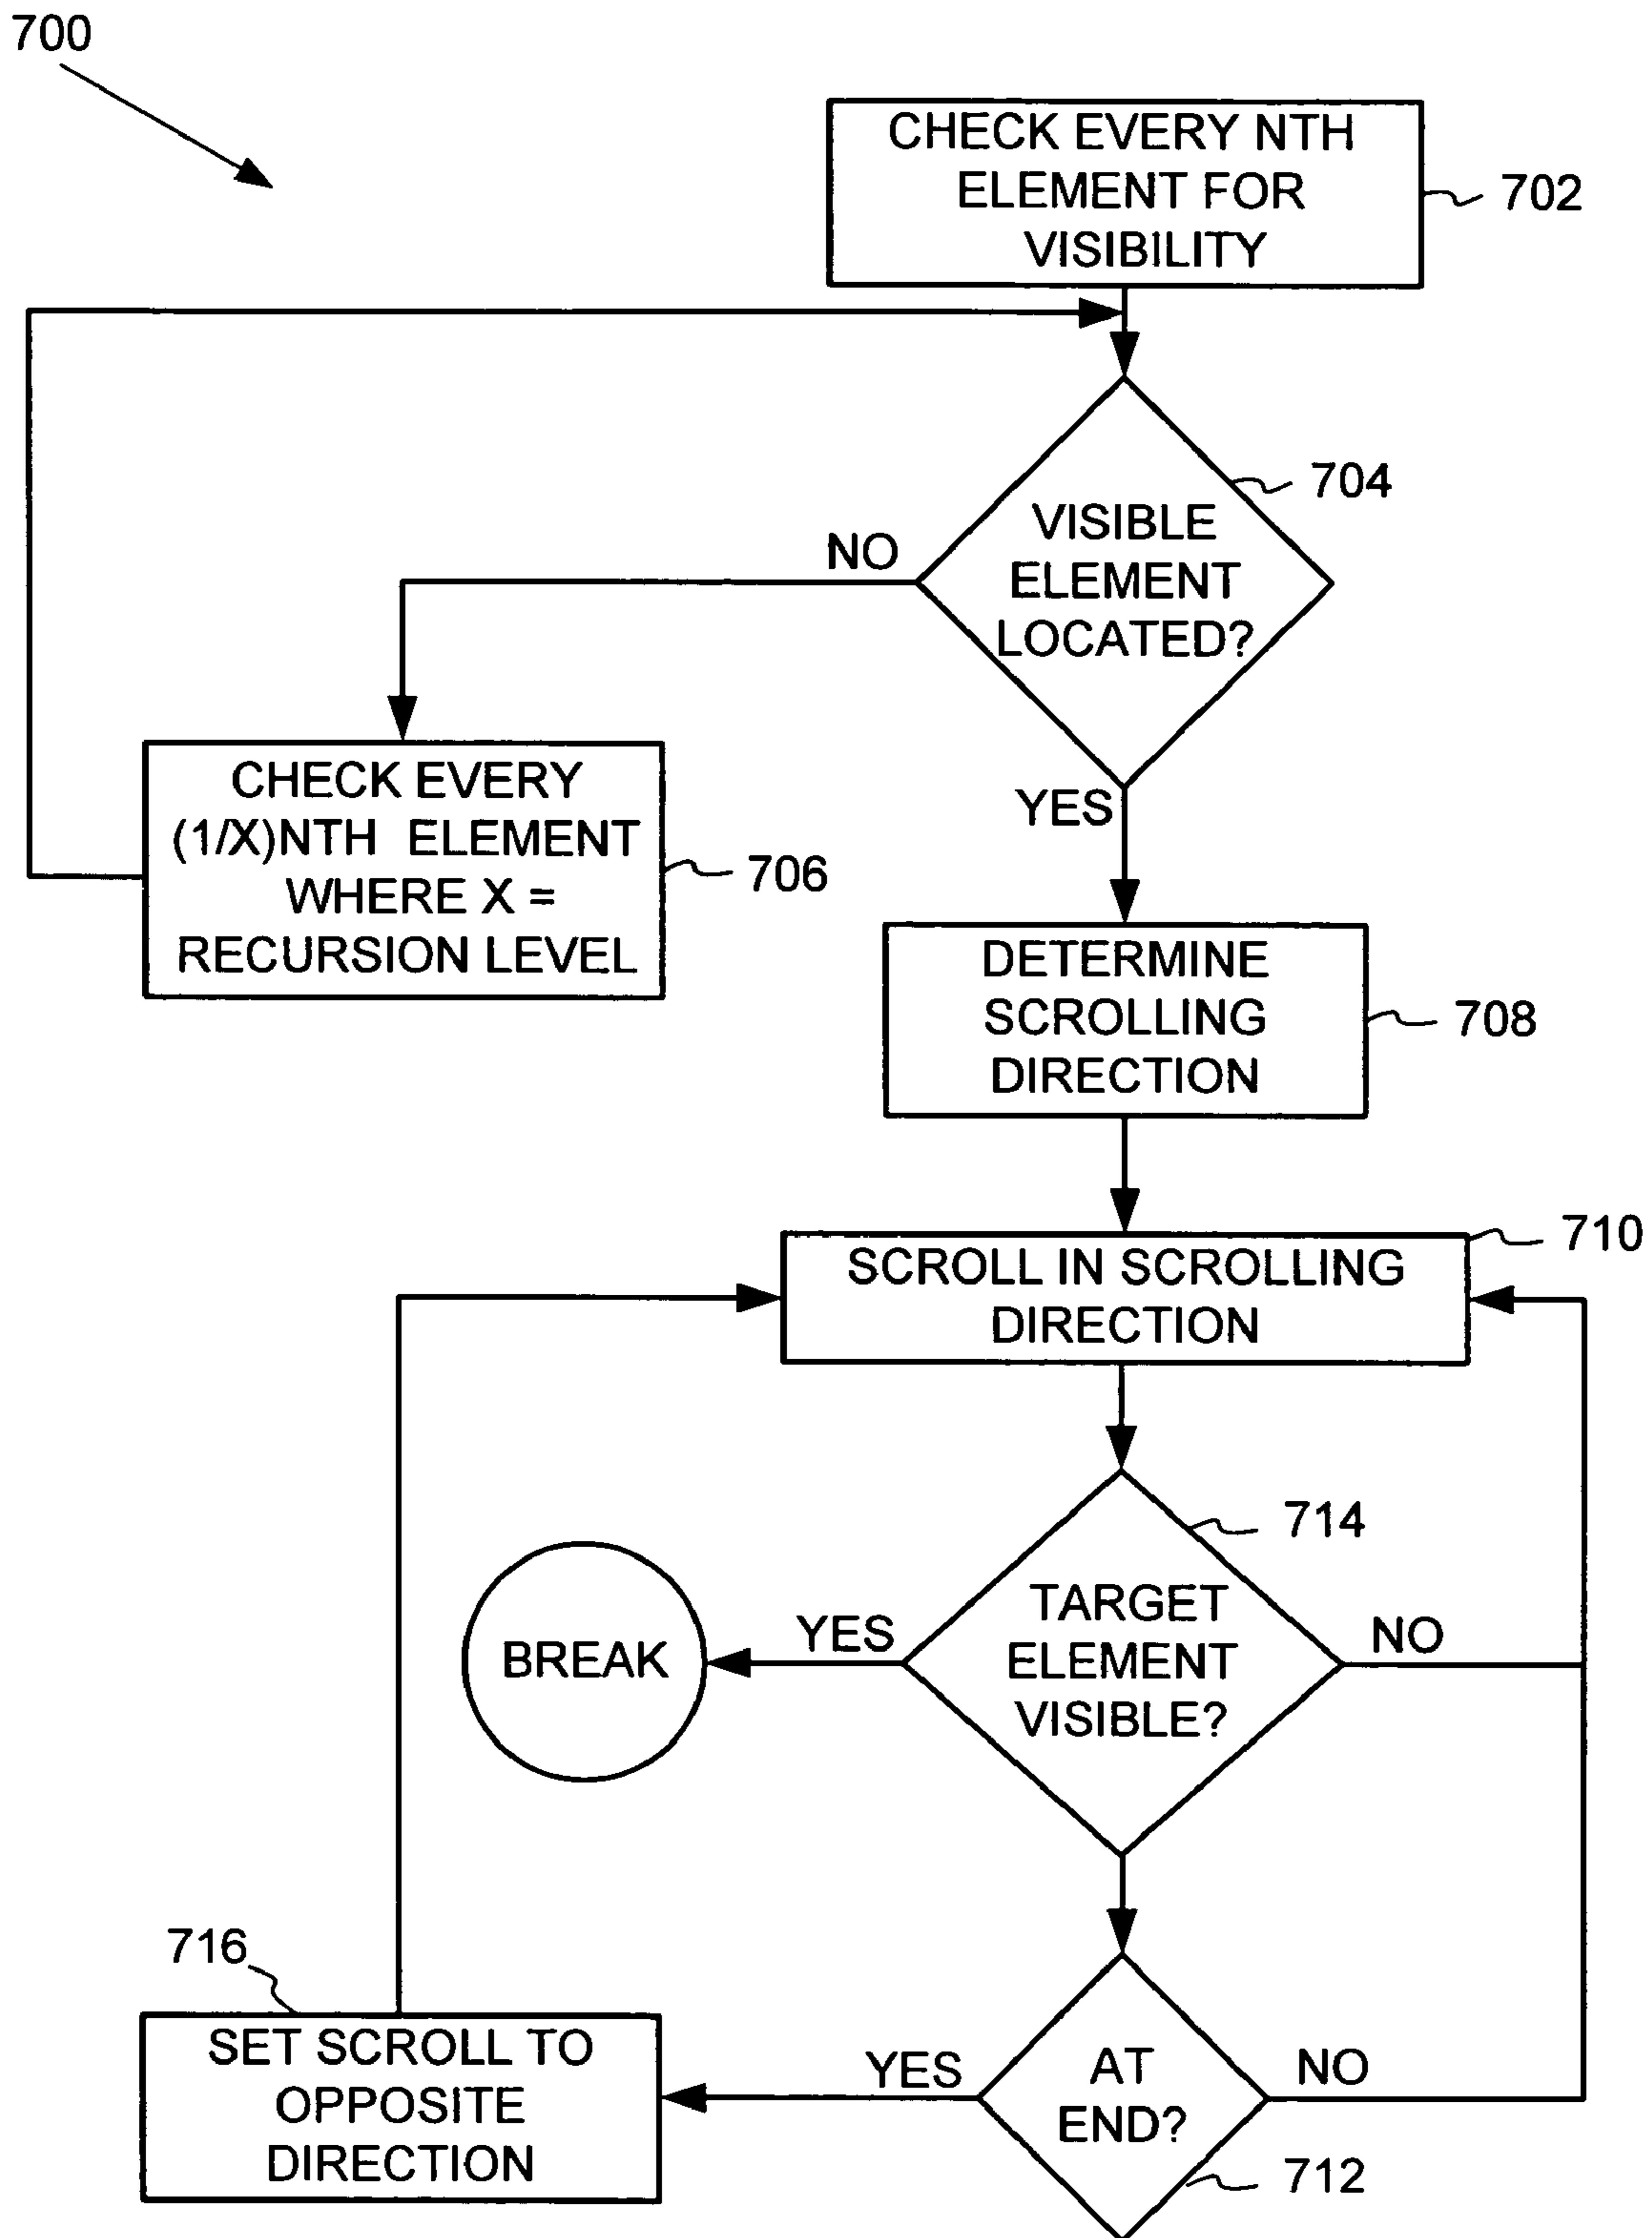 700
CHECK EVERY NTH
ELEMENT FOR
VISIBILITY
702
704
VISIBLE
ELEMENT
LOCATED?
NO
YES
CHECK EVERY
(1/X)NTH ELEMENT
WHERE X =
RECURSION LEVEL
706
DETERMINE
SCROLLING
DIRECTION
708
710
SCROLL IN SCROLLING
DIRECTION
714
TARGET
ELEMENT
VISIBLE?
YES
NO
BREAK
716
SET SCROLL TO
OPPOSITE
DIRECTION
YES
AT
END?
NO
712